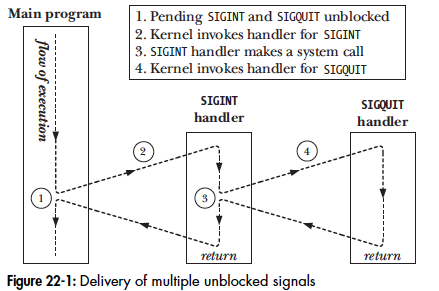 Main program
1. Pending SIGINT and SIGQUIT unblocked
2. Kernel invokes handler for SIGINT
3. SIGINT handler makes a system call
4. Kernel invokes handler for SIGQUIT
flow of execution
SIGINT
handler
SIGQUIT
handler
2
4
1
3
return
return
Figure 22-1: Delivery of multiple unblocked signals